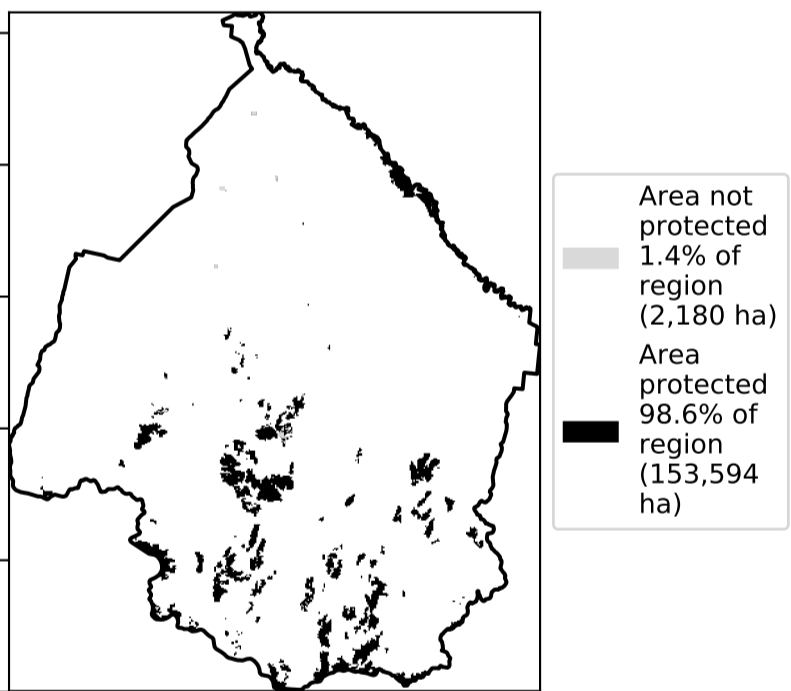 Area not
protected
1.4% of
region
(2,180 ha)
Area
protected
98.6% of
region
(153,594
ha)